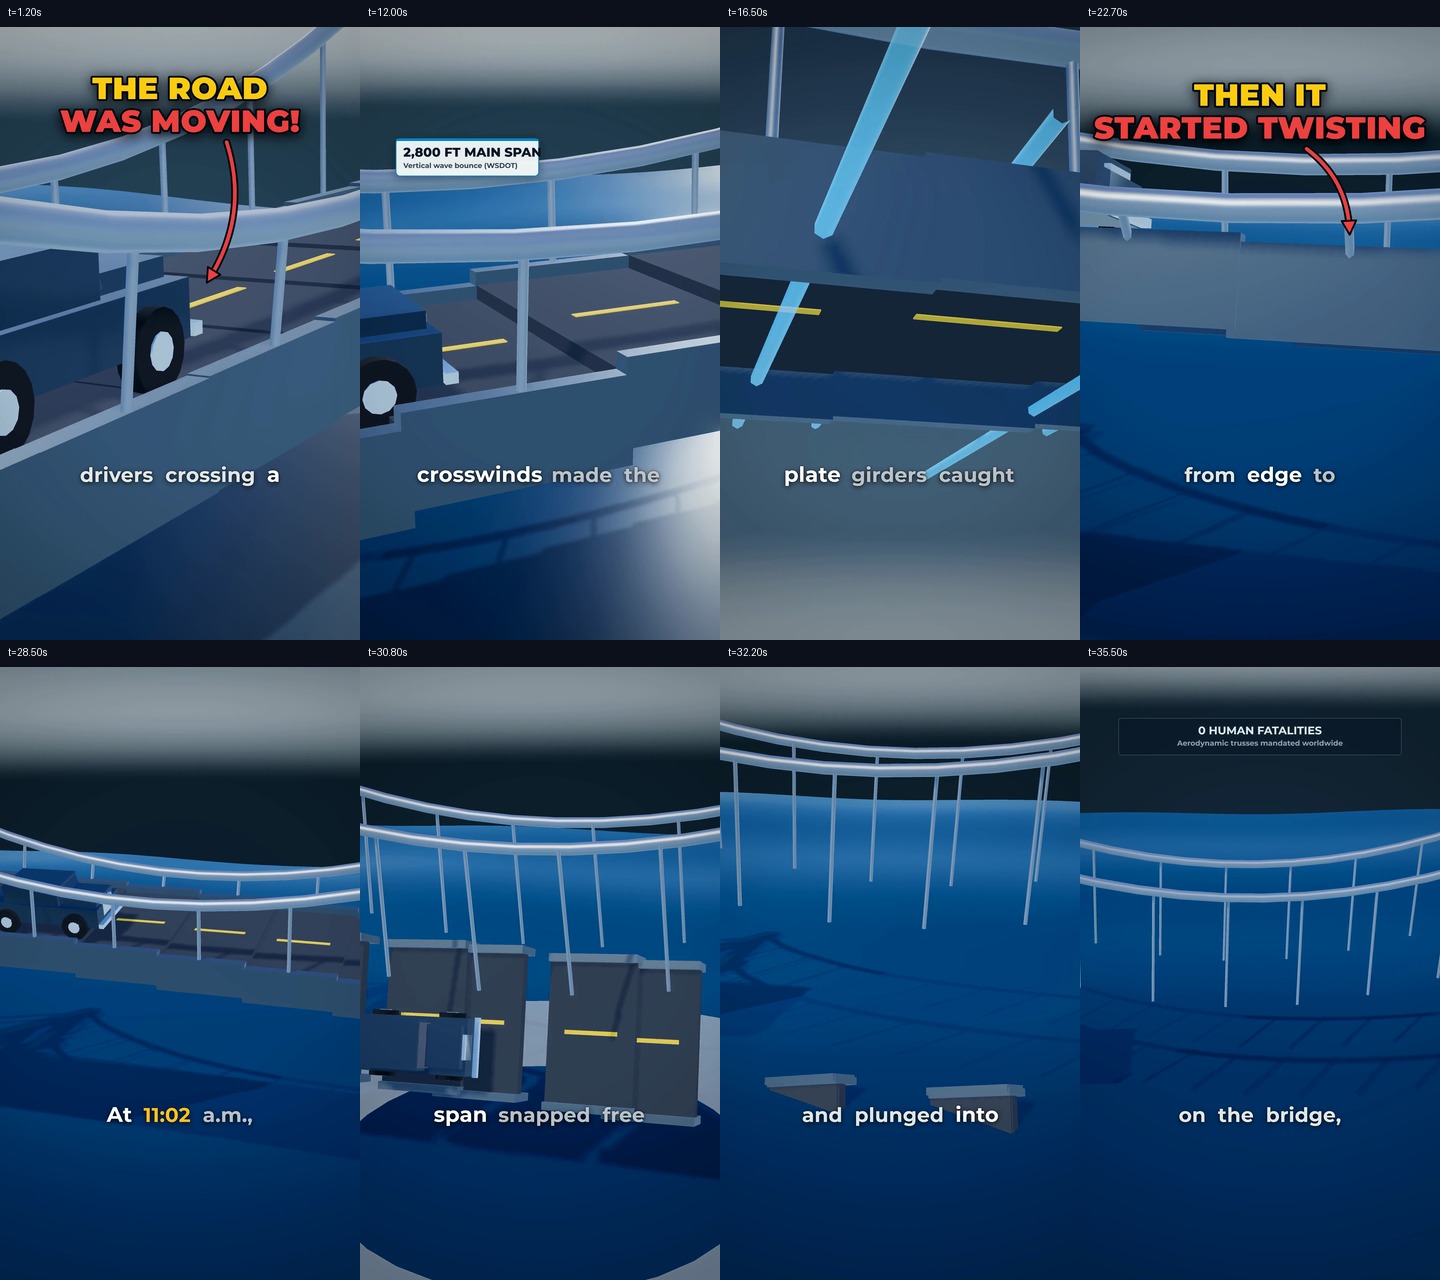 t=1.20s
THE ROAD
WAS MOVING!
drivers crossing a
t=12.00s
2,800 FT MAIN SPAN
Vertical wave bounce (WSDOT)
crosswinds made the
t=16.50s
plate girders caught
t=22.70s
THEN IT
STARTED TWISTING
from edge to
t=28.50s
At 11:02 a.m.,
t=30.80s
span snapped free
t=32.20s
and plunged into
t=35.50s
0 HUMAN FATALITIES
Aerodynamic trusses mandated worldwide
on the bridge,